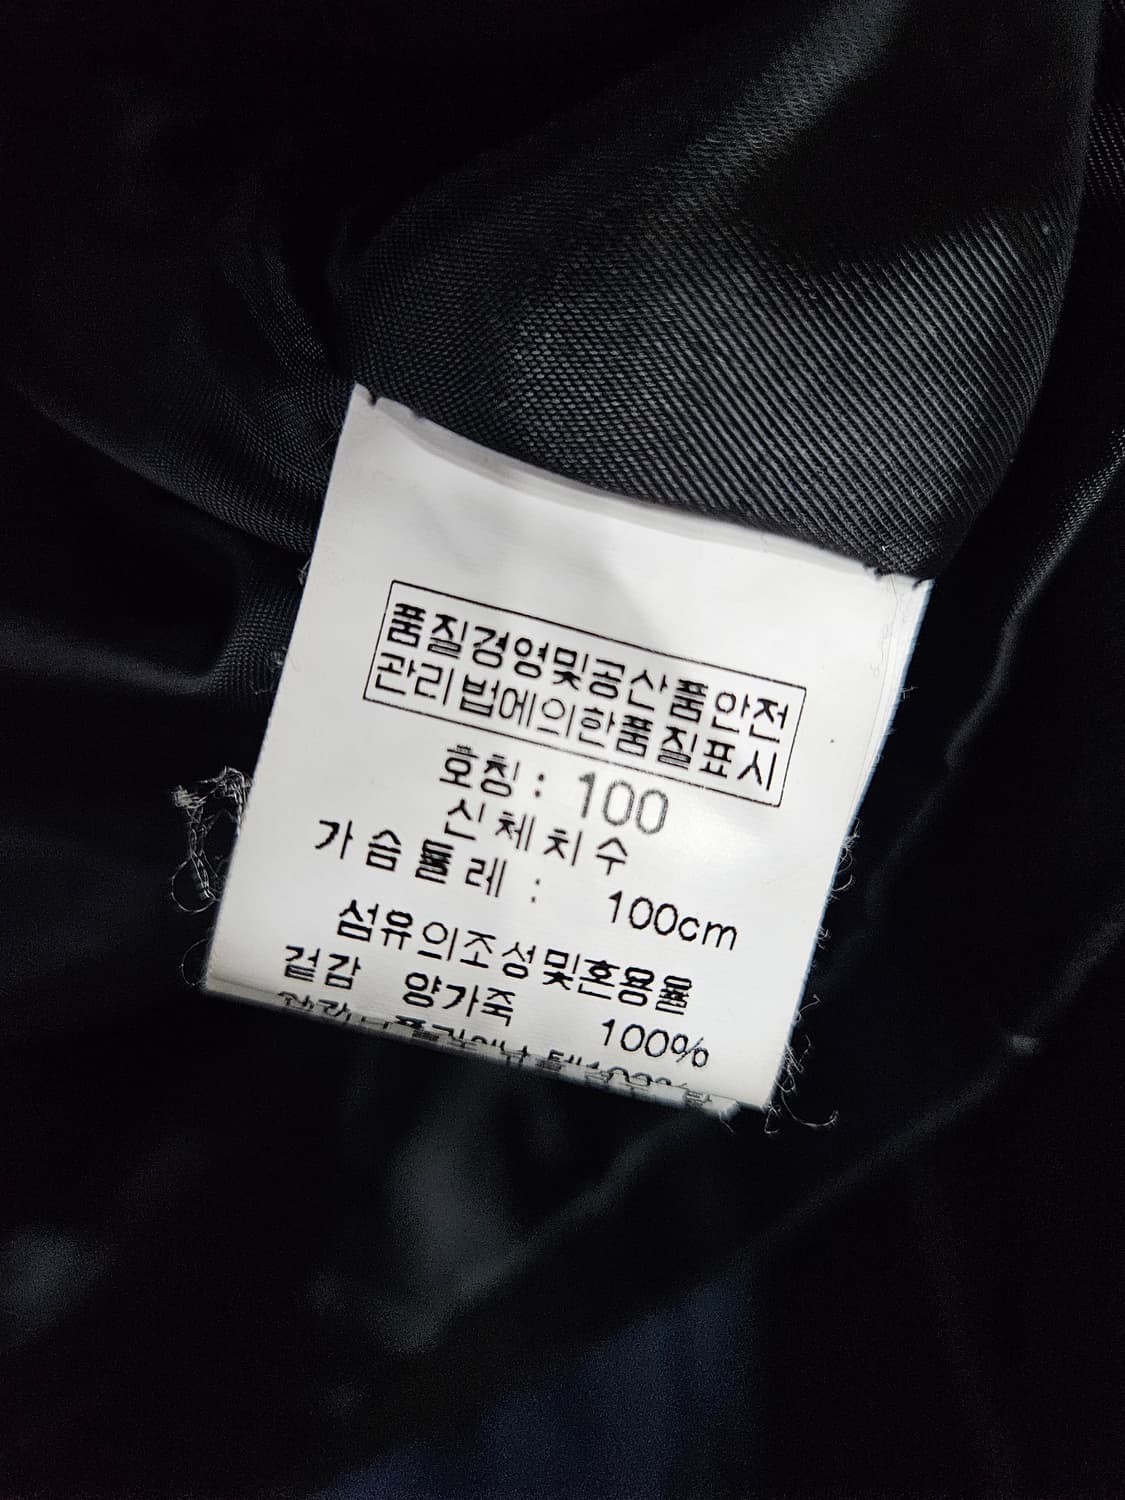 품질경영및공산품안전
관리법에의한품질표시
호칭 : 100
신체치수
가슴둘레 : 100cm
섬유의조성및혼용율
겉감 양가죽 100%